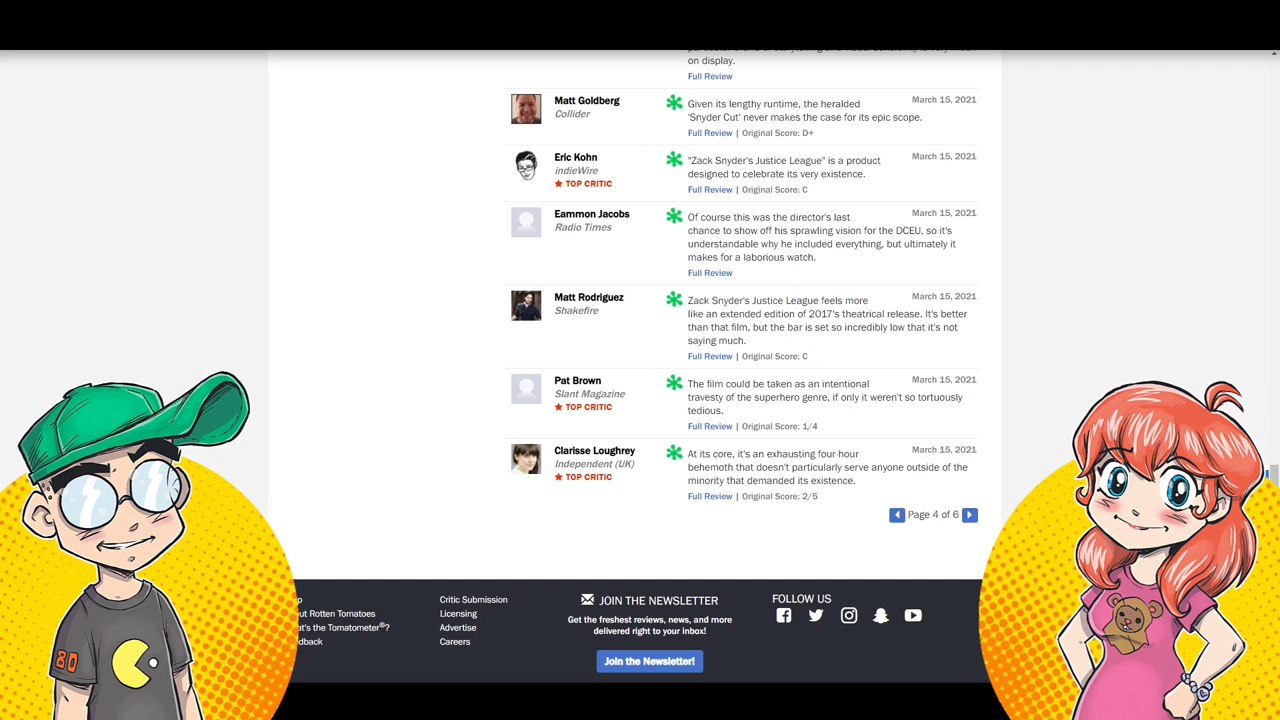 on display.
Full Review
Matt Goldberg
Collider
Given its lengthy runtime, the heralded
March 15, 2021
'Snyder Cut' never makes the case for its epic scope.
Full Review | Original Score: D+
Eric Kohn
indieWire
TOP CRITIC
"Zack Snyder's Justice League" is a product
March 15, 2021
designed to celebrate its very existence.
Full Review | Original Score: C
Eammon Jacobs
Radio Times
Of course this was the director's last
March 15, 2021
chance to show off his sprawling vision for the DCEU, so it's
understandable why he included everything, but ultimately it
makes for a laborious watch.
Full Review
Matt Rodriguez
Shakefire
Zack Snyder's Justice League feels more
March 15, 2021
like an extended edition of 2017's theatrical release. It's better
than that film, but the bar is set so incredibly low that it's not
saying much.
Full Review | Original Score: C
Pat Brown
Slant Magazine
TOP CRITIC
The film could be taken as an intentional
March 15, 2021
travesty of the superhero genre, if only it weren't so tortuously
tedious.
Full Review | Original Score: 1/4
Clarisse Loughrey
Independent (UK)
TOP CRITIC
At its core, it's an exhausting four-hour
March 15, 2021
behemoth that doesn't particularly serve anyone outside of the
minority that demanded its existence.
Full Review | Original Score: 2/5
Page 4 of 6
p
ut Rotten Tomatoes
t's the Tomatometer®?
dback
Critic Submission
Licensing
Advertise
Careers
JOIN THE NEWSLETTER
Get the freshest reviews, news, and more
delivered right to your inbox!
Join the Newsletter!
FOLLOW US
80